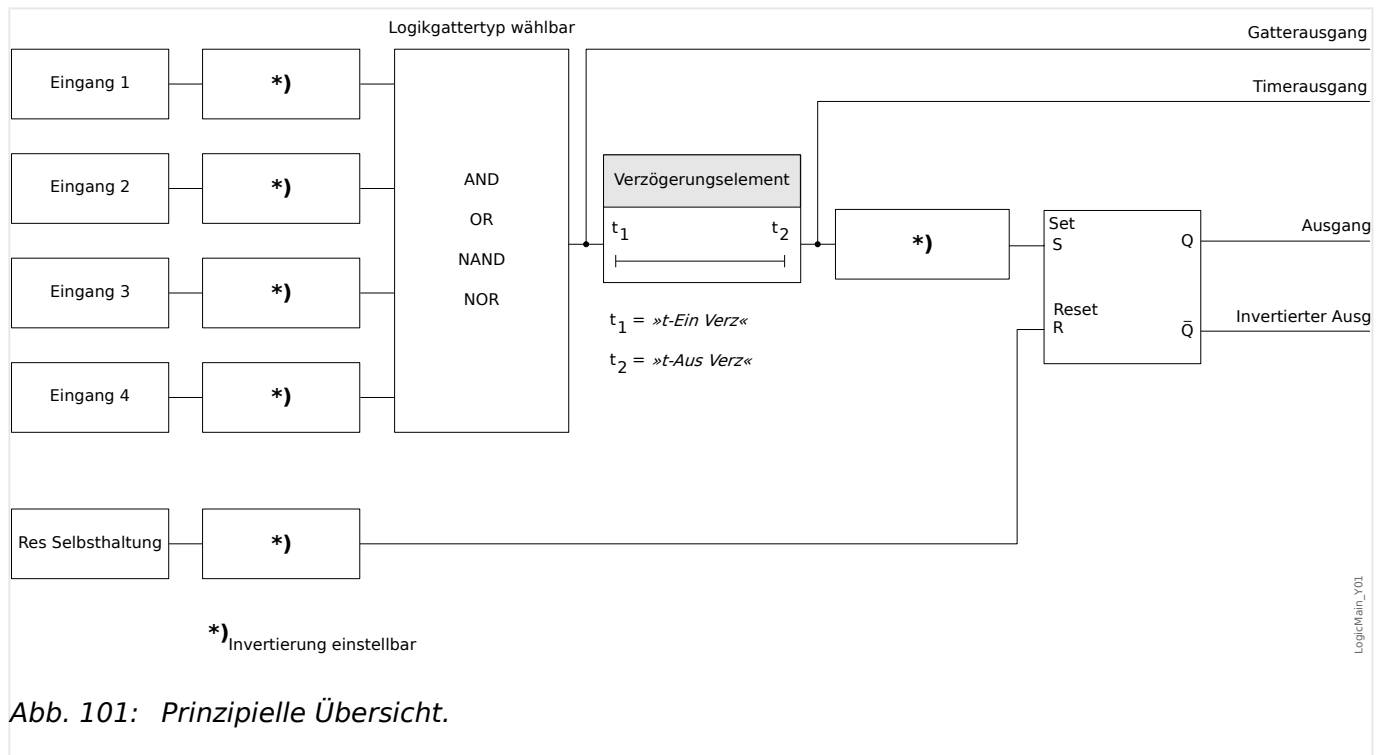 Logikgattertyp wählbar
Gatterausgang
Timerausgang
Eingang 1
*)
Eingang 2
*)
AND
OR
NAND
NOR
Verzögerungselement
t1
t2
*)
Set
S
Q
Ausgang
Eingang 3
*)
t1 = »t-Ein Verz«
t2 = »t-Aus Verz«
Reset
R
Q̅
Invertierter Ausg
Eingang 4
*)
Res Selbsthaltung
*)
*) Invertierung einstellbar
LogicMain_Y01
Abb. 101: Prinzipielle Übersicht.